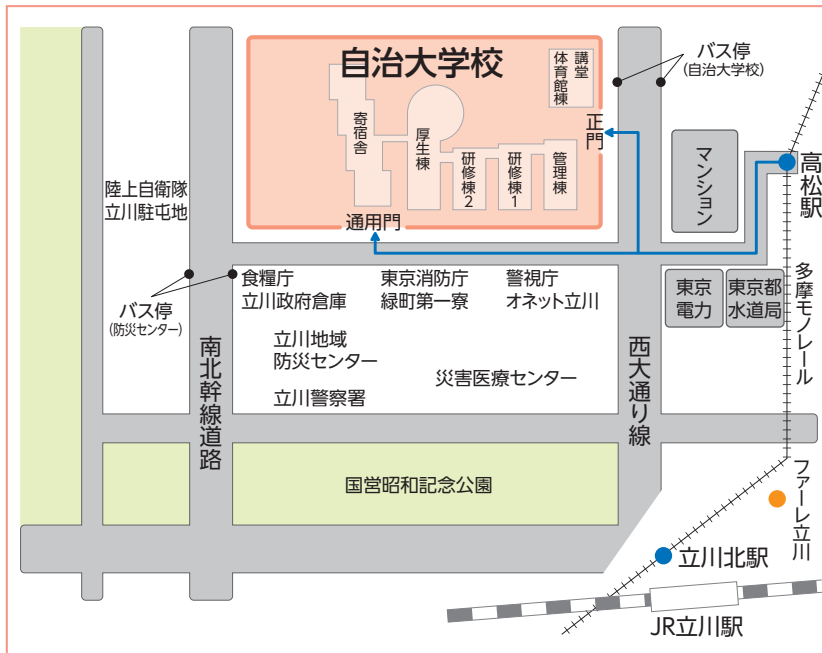 自治大学校
講堂
体育館棟
バス停
(自治大学校)
寄宿舎
厚生棟
研修棟2
研修棟1
管理棟
正門
マンション
高松駅
陸上自衛隊
立川駐屯地
通用門
食糧庁
立川政府倉庫
東京消防庁
緑町第一寮
警視庁
オネット立川
東京
電力
東京都
水道局
多摩モノレール
バス停
(防災センター)
立川地域
防災センター
災害医療センター
立川警察署
南北幹線道路
西大通り線
国営昭和記念公園
ファーレ立川
立川北駅
JR立川駅